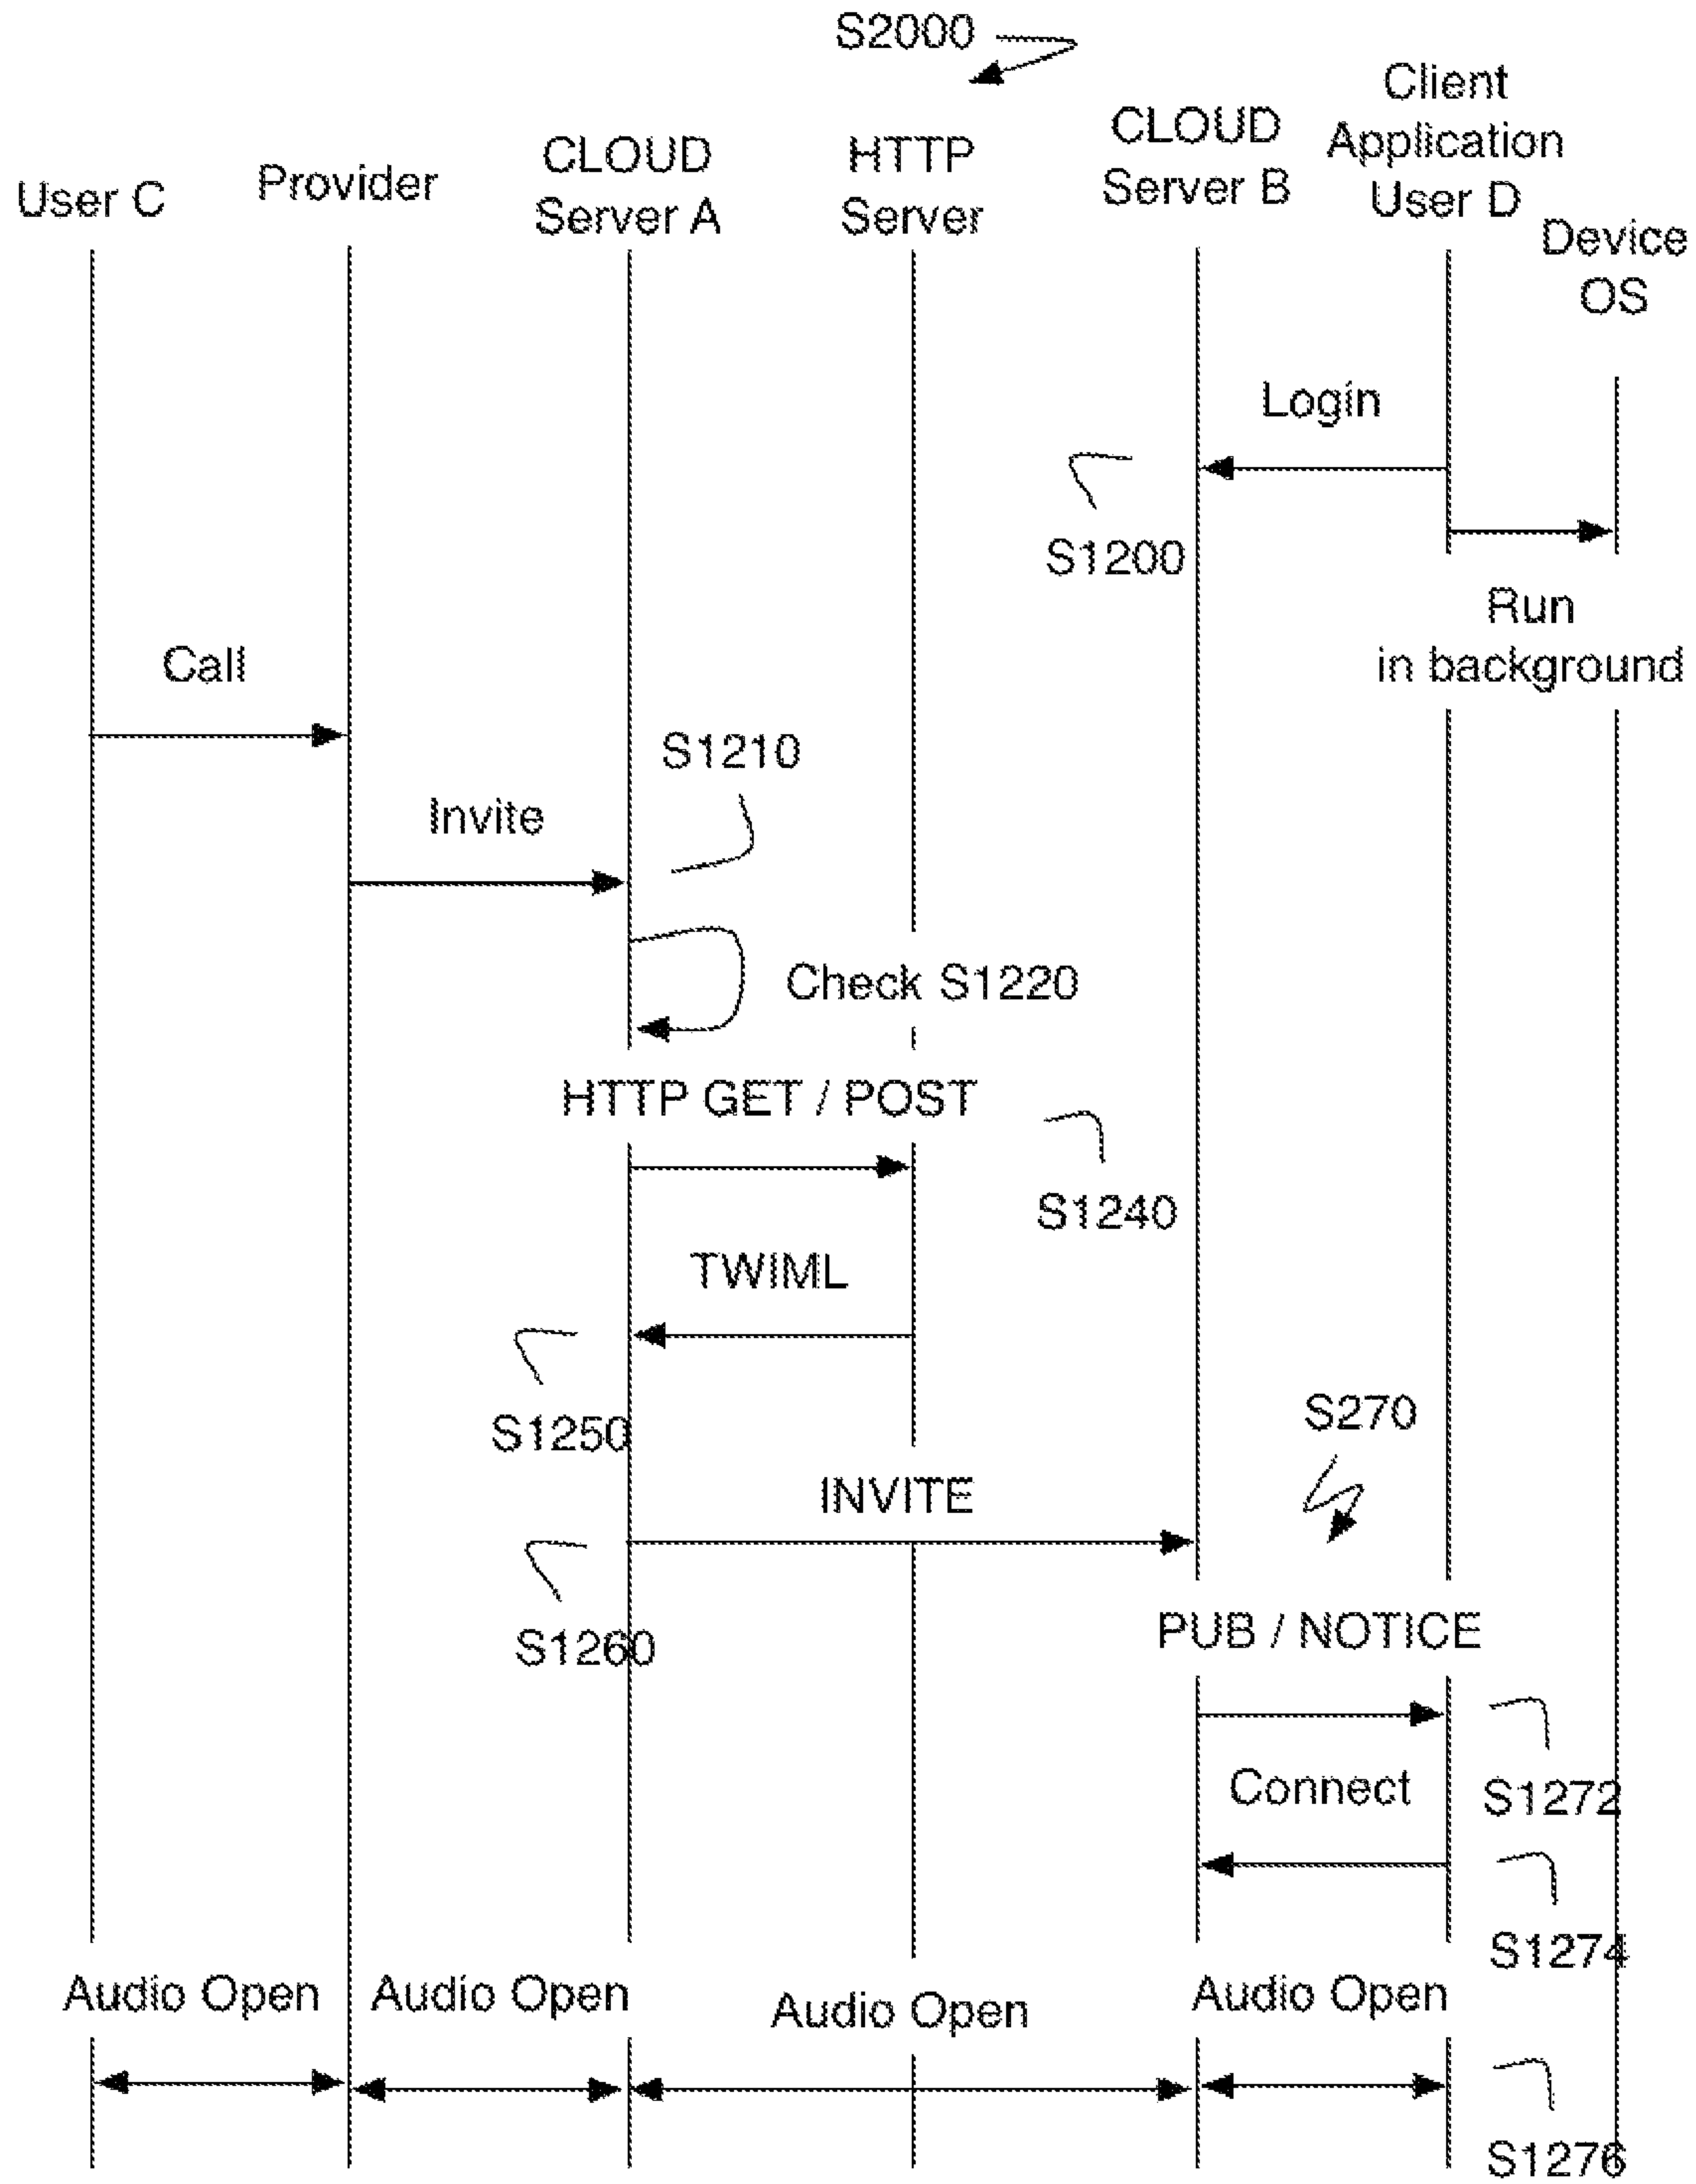 S2000
User C
Provider
CLOUD
Server A
HTTP
Server
CLOUD
Server B
Client
Application
User D
Device
OS
Login
S1200
Run
in background
Call
S1210
Invite
Check S1220
HTTP GET / POST
S1240
TWIML
S1250
S270
INVITE
S1260
PUB / NOTICE
Connect
S1272
S1274
Audio Open
Audio Open
Audio Open
Audio Open
S1276